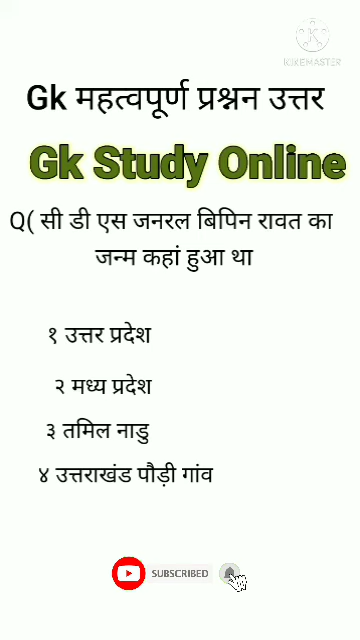 KINEMASTER
Gk महत्वपूर्ण प्रश्नन उत्तर
Gk Study Online
Q( सी डी एस जनरल बिपिन रावत का
जन्म कहां हुआ था
१ उत्तर प्रदेश
२ मध्य प्रदेश
३ तमिल नाडु
४ उत्तराखंड पौड़ी गांव
SUBSCRIBED